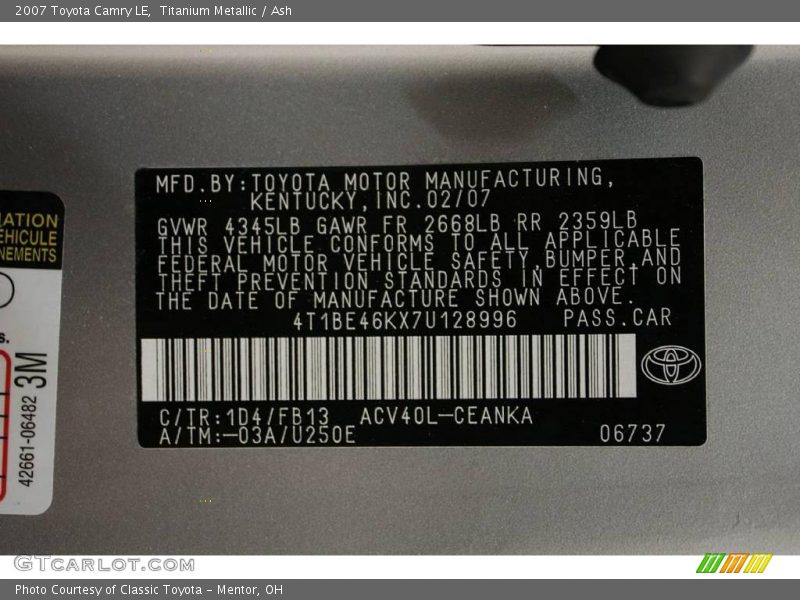 2007 Toyota Camry LE, Titanium Metallic / Ash
MFD.BY:TOYOTA MOTOR MANUFACTURING,
KENTUCKY,INC.02/07
GVWR 4345LB GAWR FR 2668LB RR 2359LB
THIS VEHICLE CONFORMS TO ALL APPLICABLE
FEDERAL MOTOR VEHICLE SAFETY,BUMPER,AND
THEFT PREVENTION STANDARDS IN EFFECT ON
THE DATE OF MANUFACTURE SHOWN ABOVE.
4T1BE46KX7U128996 PASS.CAR
C/TR:1D4/FB13 ACV40L-CEANKA
A/TM:-03A/U250E
06737
3M
42661-06482
GTCARLOT.COM
Photo Courtesy of Classic Toyota - Mentor, OH